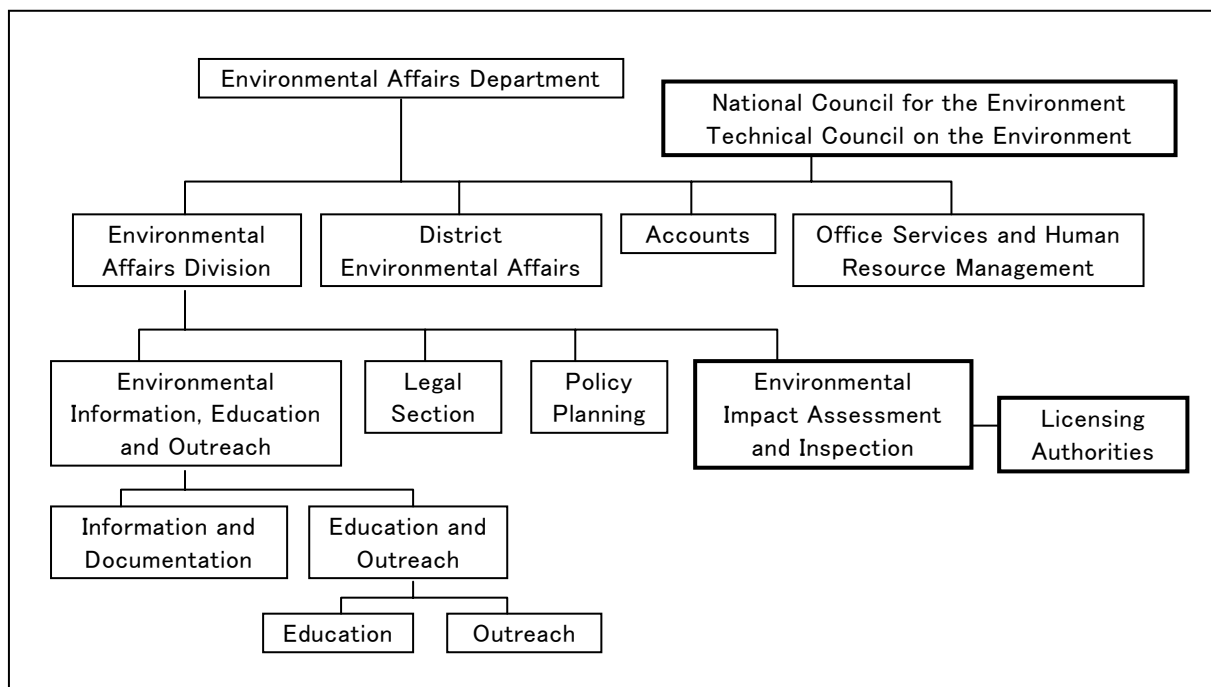 Environmental Affairs Department
National Council for the Environment
Technical Council on the Environment
Environmental
Affairs Division
District
Environmental Affairs
Accounts
Office Services and Human
Resource Management
Environmental
Information, Education
and Outreach
Legal
Section
Policy
Planning
Environmental
Impact Assessment
and Inspection
Licensing
Authorities
Information and
Documentation
Education and
Outreach
Education
Outreach